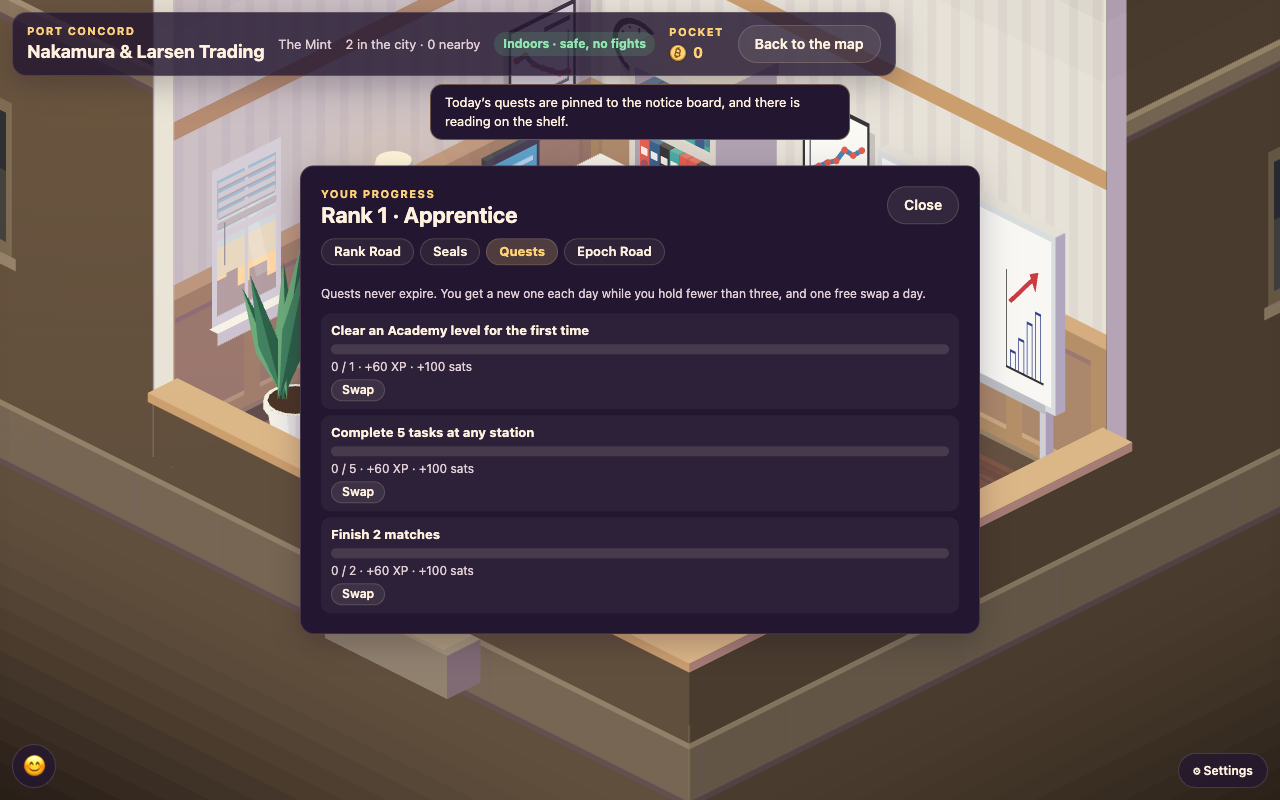 PORT CONCORD
Nakamura & Larsen Trading
The Mint
2 in the city · 0 nearby
Indoors · safe, no fights
POCKET
0
Back to the map
Today's quests are pinned to the notice board, and there is
reading on the shelf.
YOUR PROGRESS
Rank 1 · Apprentice
Close
Rank Road
Seals
Quests
Epoch Road
Quests never expire. You get a new one each day while you hold fewer than three, and one free swap a day.
Clear an Academy level for the first time
0 / 1 · +60 XP · +100 sats
Swap
Complete 5 tasks at any station
0 / 5 · +60 XP · +100 sats
Swap
Finish 2 matches
0 / 2 · +60 XP · +100 sats
Swap
Settings